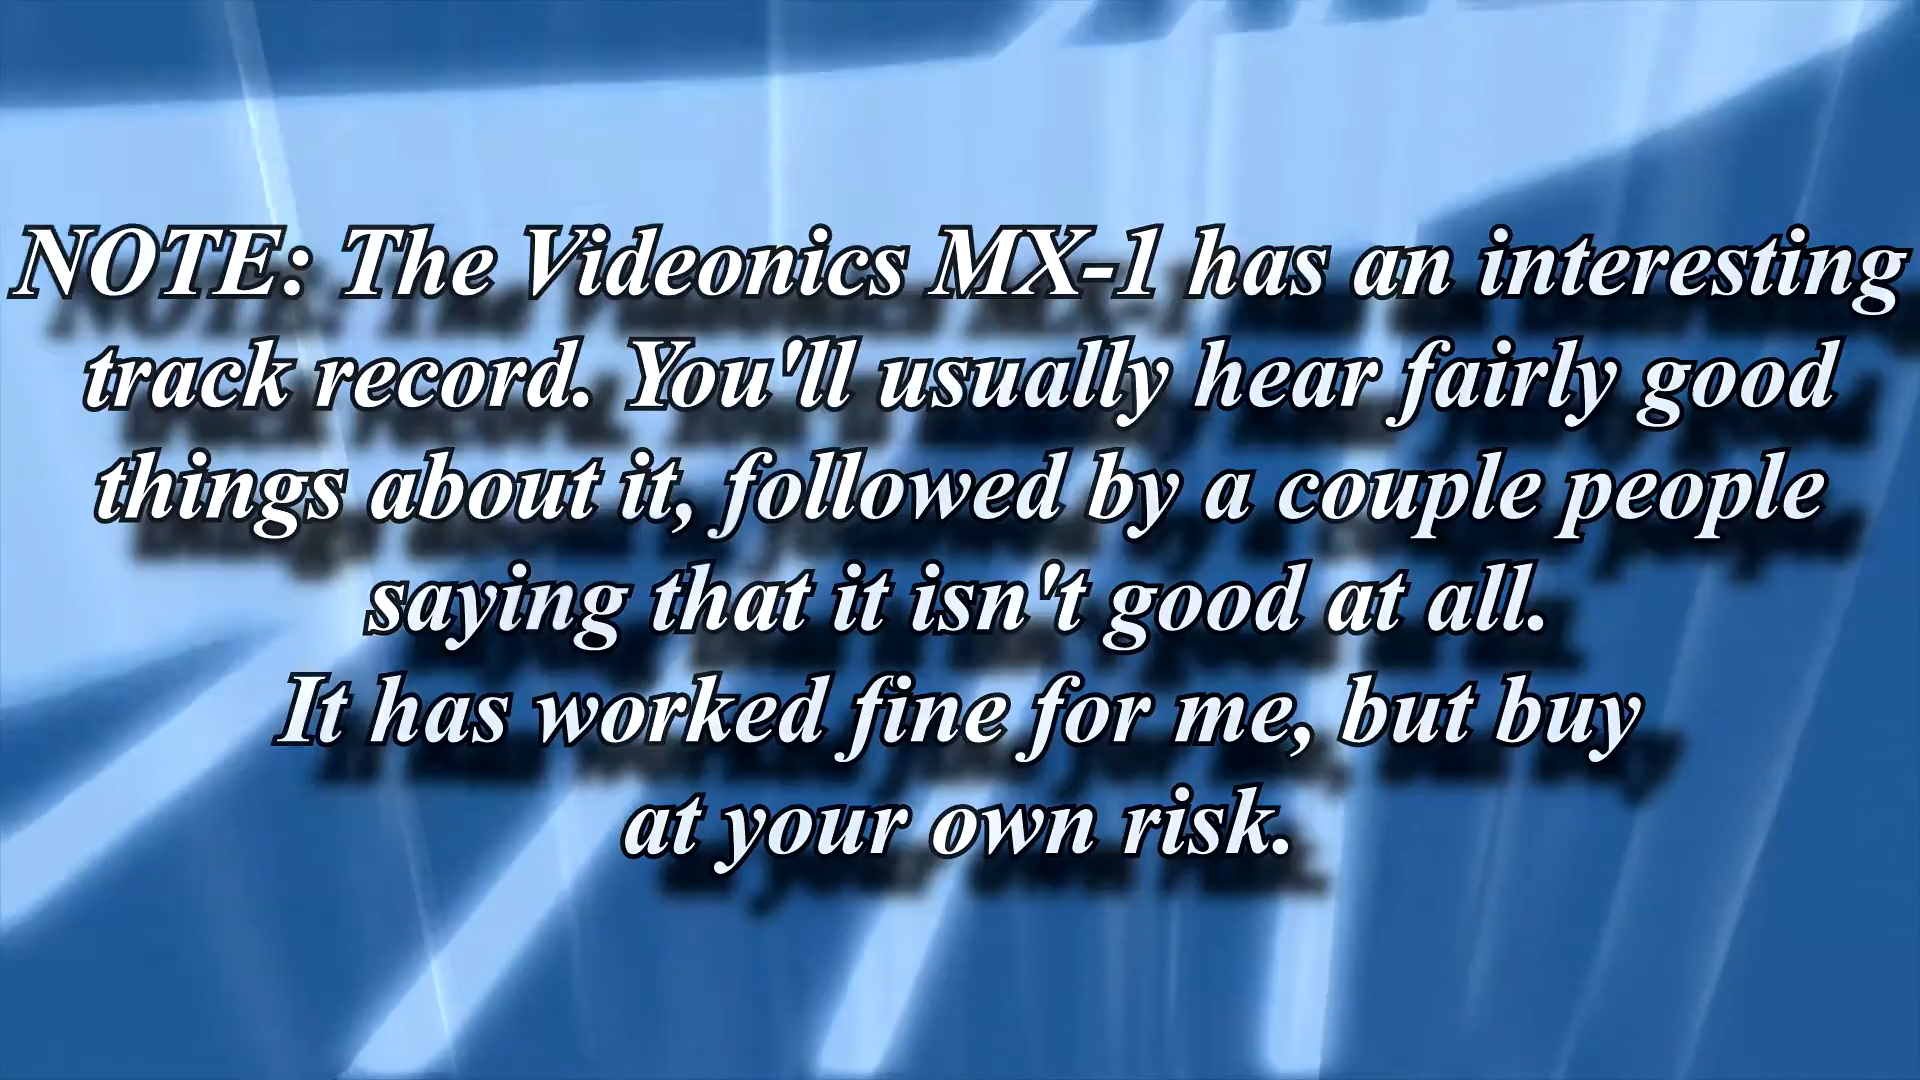 NOTE: The Videonics MX-1 has an interesting
track record. You'll usually hear fairly good
things about it, followed by a couple people
saying that it isn't good at all.
It has worked fine for me, but buy
at your own risk.